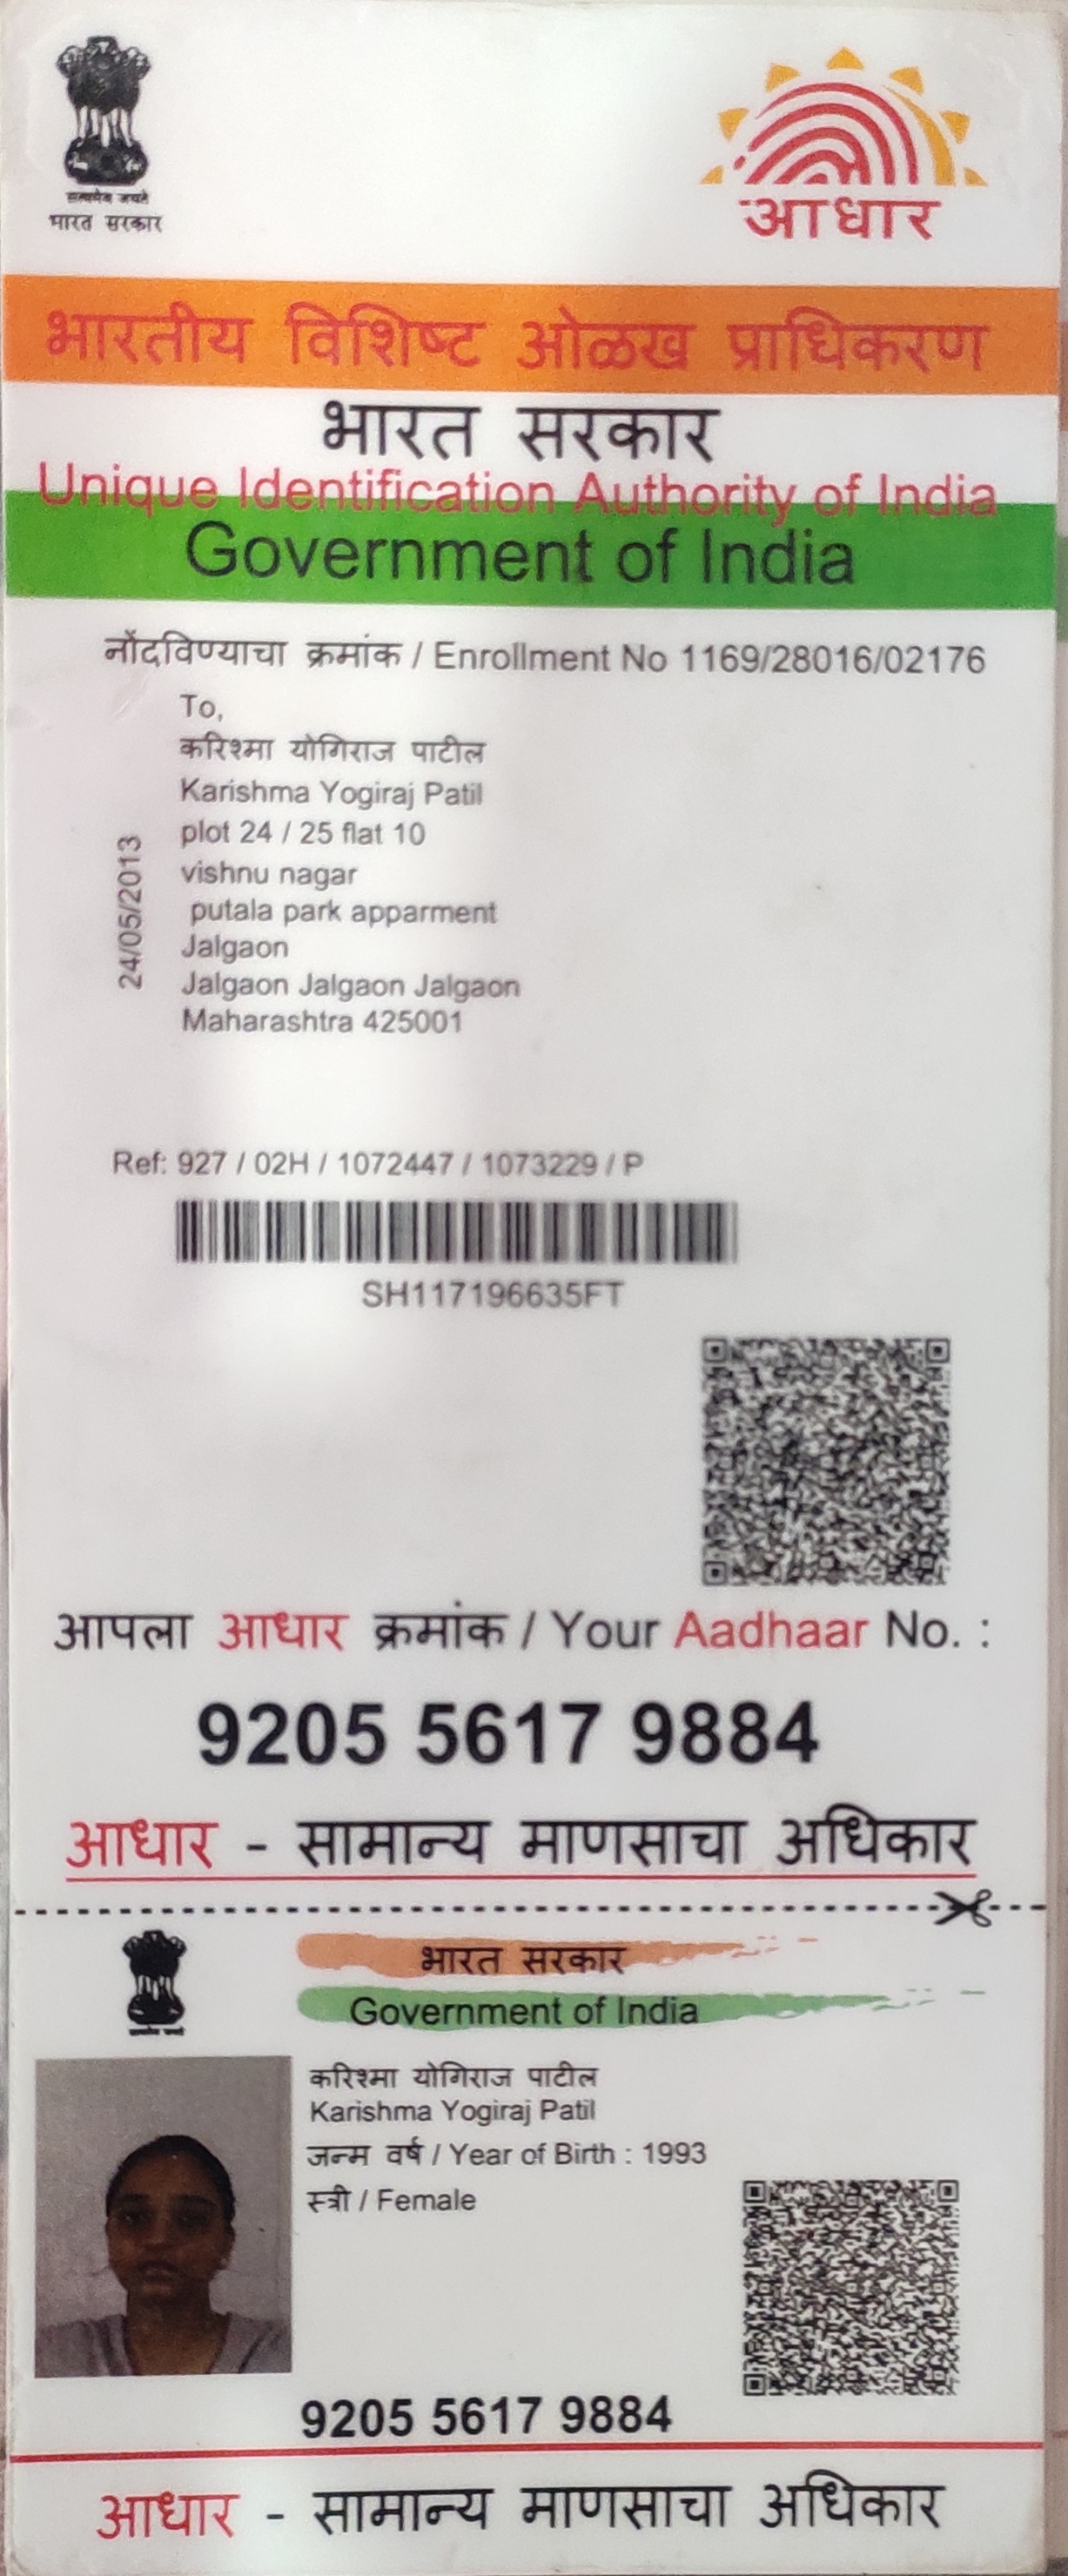 सत्यमेव जयते
भारत सरकार
आधार
भारतीय विशिष्ट ओळख प्राधिकरण
भारत सरकार
Unique Identification Authority of India
Government of India
नोंदविण्याचा क्रमांक / Enrollment No 1169/28016/02176
To,
करिश्मा योगिराज पाटील
Karishma Yogiraj Patil
plot 24 / 25 flat 10
vishnu nagar
putala park apparment
Jalgaon
Jalgaon Jalgaon Jalgaon
Maharashtra 425001
24/05/2013
Ref: 927 / 02H / 1072447 / 1073229 / P
SH117196635FT
आपला आधार क्रमांक / Your Aadhaar No. :
9205 5617 9884
आधार - सामान्य माणसाचा अधिकार
भारत सरकार
Government of India
करिश्मा योगिराज पाटील
Karishma Yogiraj Patil
जन्म वर्ष / Year of Birth : 1993
स्त्री / Female
9205 5617 9884
आधार - सामान्य माणसाचा अधिकार